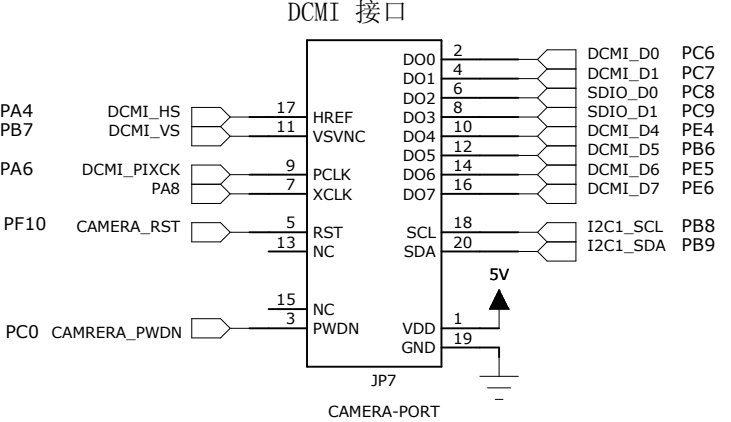 DCMI 接口
2 DCMI_D0 PC6
DO0
4 DCMI_D1 PC7
DO1
6 SDIO_D0 PC8
DO2
PA4 DCMI_HS 17 HREF DO3 8 SDIO_D1 PC9
PB7 DCMI_VS 11 VSVNC DO4 10 DCMI_D4 PE4
DO5 12 DCMI_D5 PB6
PA6 DCMI_PIXCK 9 PCLK DO6 14 DCMI_D6 PE5
PA8 7 XCLK DO7 16 DCMI_D7 PE6
PF10 CAMERA_RST 5 RST SCL 18 I2C1_SCL PB8
13 NC SDA 20 I2C1_SDA PB9
5V
15 NC
PC0 CAMRERA_PWDN 3 PWDN VDD 1
GND 19
JP7
CAMERA-PORT